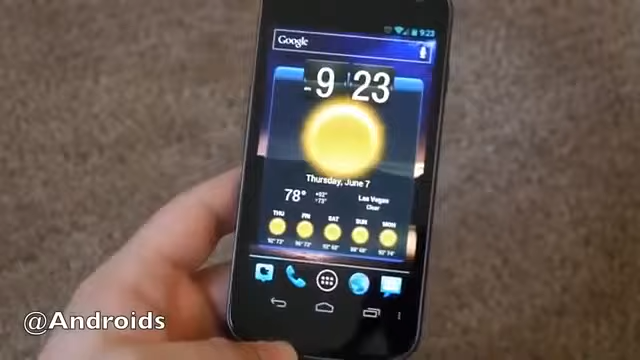 9:23
Google
9 23
Thursday, June 7
78° Las Vegas
Clear
THU FRI SAT SUN MON
@Androids